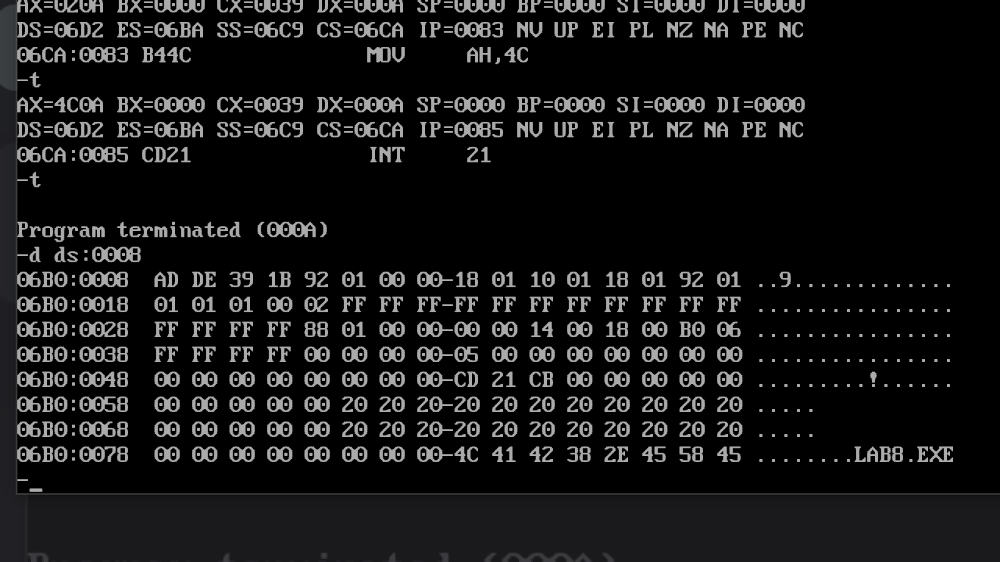 AX=020A BX=0000 CX=0039 DX=000A SP=0000 BP=0000 SI=0000 DI=0000
DS=06D2 ES=06BA SS=06C9 CS=06CA IP=0083 NV UP EI PL NZ NA PE NC
06CA:0083 B44C MOV AH,4C
-t
AX=4C0A BX=0000 CX=0039 DX=000A SP=0000 BP=0000 SI=0000 DI=0000
DS=06D2 ES=06BA SS=06C9 CS=06CA IP=0085 NV UP EI PL NZ NA PE NC
06CA:0085 CD21 INT 21
-t
Program terminated (000A)
-d ds:0008
06B0:0008 AD DE 39 1B 92 01 00 00-18 01 10 01 18 01 92 01 ..9.............
06B0:0018 01 01 01 00 02 FF FF FF-FF FF FF FF FF FF FF FF ................
06B0:0028 FF FF FF FF 88 01 00 00-00 00 14 00 18 00 B0 06 ................
06B0:0038 FF FF FF FF 00 00 00 00-05 00 00 00 00 00 00 00 ................
06B0:0048 00 00 00 00 00 00 00 00-CD 21 CB 00 00 00 00 00 .........!......
06B0:0058 00 00 00 00 00 20 20 20-20 20 20 20 20 20 20 20 .....
06B0:0068 00 00 00 00 00 20 20 20-20 20 20 20 20 20 20 20 .....
06B0:0078 00 00 00 00 00 00 00 00-4C 41 42 38 2E 45 58 45 ........LAB8.EXE
-_
Program terminated (000A)